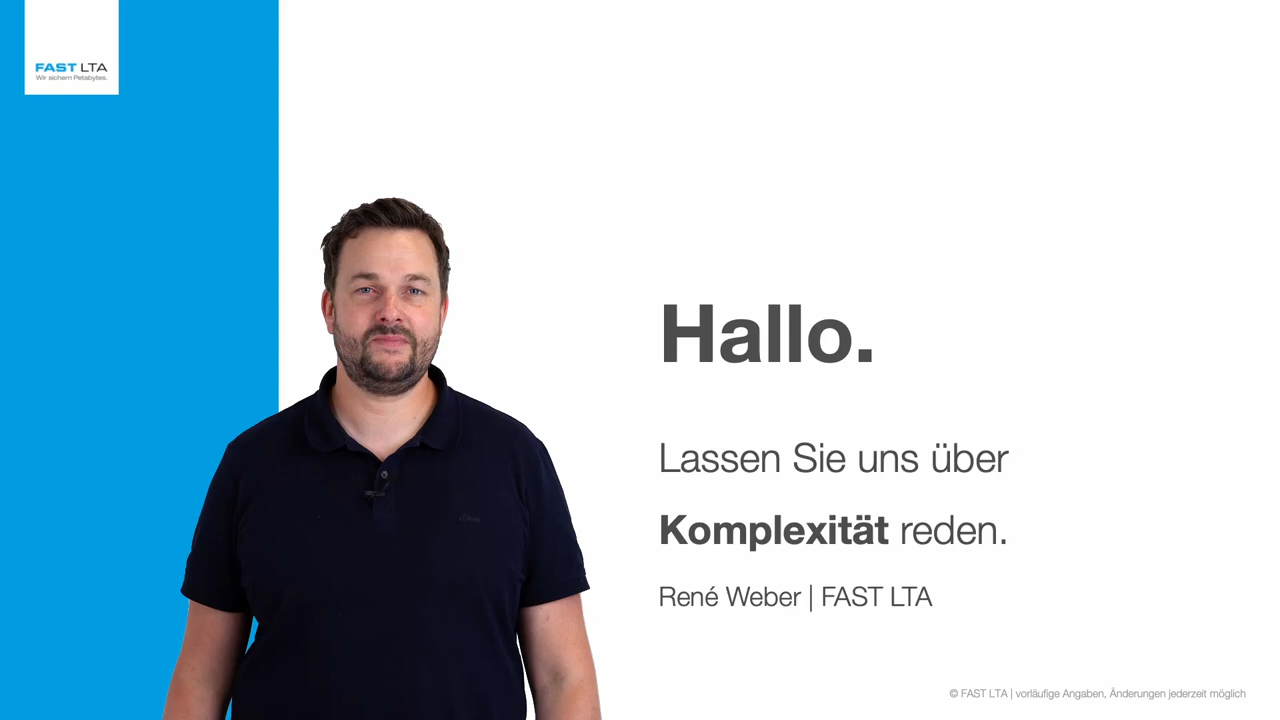 FAST LTA
Wir sichern Petabytes.
Hallo.
Lassen Sie uns über
Komplexität reden.
René Weber | FAST LTA
© FAST LTA | vorläufige Angaben, Änderungen jederzeit möglich